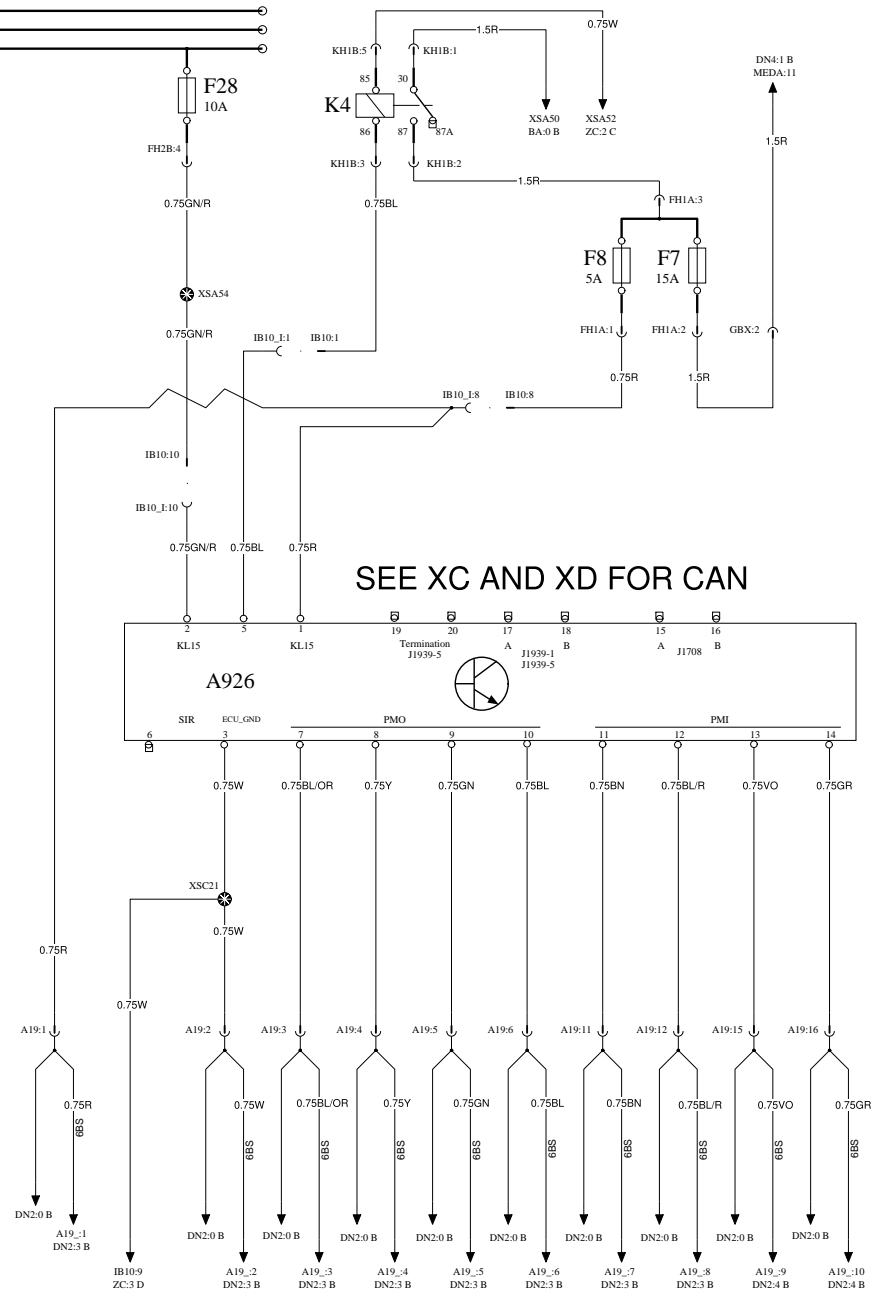 0.75W
1.5R
KH1B:5
KH1B:1
DN4:1 B
MEDA:11
F28
10A
85
30
K4
86
87
87A
XSA50
BA:0 B
XSA52
ZC:2 C
1.5R
FH2B:4
KH1B:3
KH1B:2
1.5R
0.75GN/R
0.75BL
FH1A:3
F8
5A
F7
15A
XSA54
0.75GN/R
IB10_I:1
IB10:1
FH1A:1
FH1A:2
GBX:2
0.75R
1.5R
IB10_I:8
IB10:8
IB10:10
IB10_I:10
0.75GN/R
0.75BL
0.75R
SEE XC AND XD FOR CAN
2
5
1
19
20
17
18
15
16
KL15
KL15
Termination
J1939-5
A
J1939-1
J1939-5
B
A
J1708
B
A926
6
SIR
ECU_GND
PMO
PMI
3
7
8
9
10
11
12
13
14
0.75W
0.75BL/OR
0.75Y
0.75GN
0.75BL
0.75BN
0.75BL/R
0.75VO
0.75GR
XSC21
0.75W
0.75R
0.75W
A19:1
A19:2
A19:3
A19:4
A19:5
A19:6
A19:11
A19:12
A19:15
A19:16
0.75R
0.75W
0.75BL/OR
0.75Y
0.75GN
0.75BL
0.75BN
0.75BL/R
0.75VO
0.75GR
6BS
6BS
6BS
6BS
6BS
6BS
6BS
6BS
6BS
6BS
DN2:0 B
DN2:0 B
DN2:0 B
DN2:0 B
DN2:0 B
DN2:0 B
DN2:0 B
DN2:0 B
DN2:0 B
DN2:0 B
A19_:1
DN2:3 B
IB10:9
ZC:3 D
A19_:2
DN2:3 B
A19_:3
DN2:3 B
A19_:4
DN2:3 B
A19_:5
DN2:3 B
A19_:6
DN2:3 B
A19_:7
DN2:3 B
A19_:8
DN2:3 B
A19_:9
DN2:4 B
A19_:10
DN2:4 B